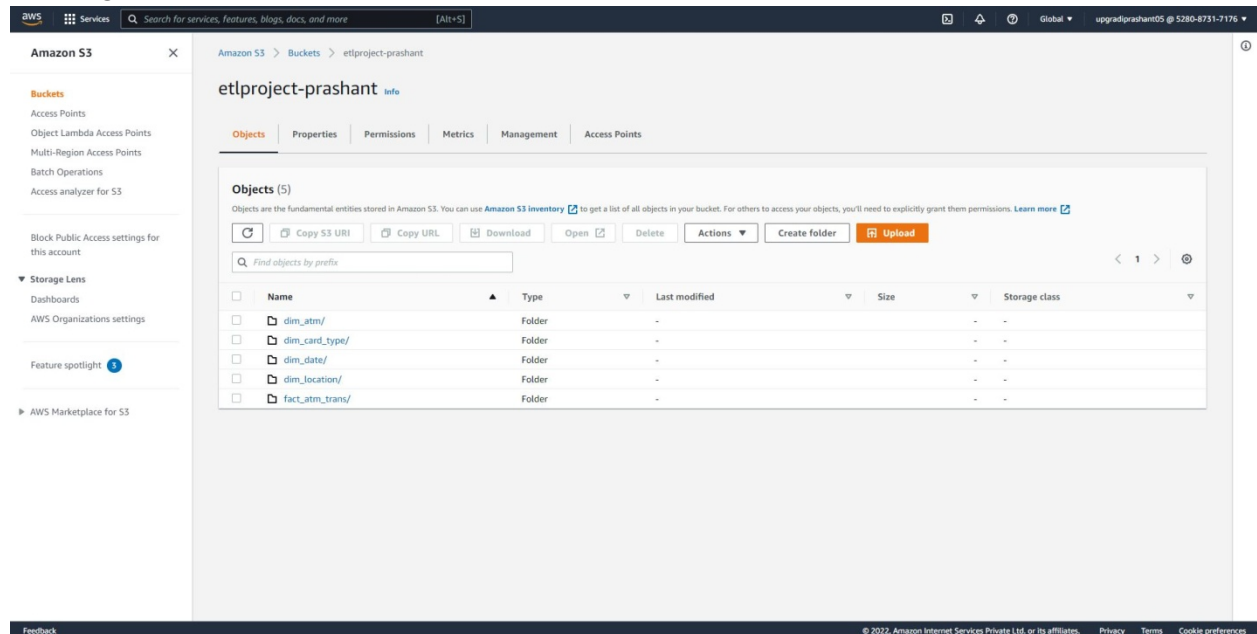 aws Services Search for services, features, blogs, docs, and more [Alt+S] Global ▼ upgradiprashant05 @ 5280-8731-7176 ▼
Amazon S3
Buckets
Access Points
Object Lambda Access Points
Multi-Region Access Points
Batch Operations
Access analyzer for S3
Block Public Access settings for
this account
▼ Storage Lens
Dashboards
AWS Organizations settings
Feature spotlight 3
▶ AWS Marketplace for S3
Amazon S3 > Buckets > etlproject-prashant
etlproject-prashant Info
Objects Properties Permissions Metrics Management Access Points
Objects (5)
Objects are the fundamental entities stored in Amazon S3. You can use Amazon S3 inventory to get a list of all objects in your bucket. For others to access your objects, you'll need to explicitly grant them permissions. Learn more
Copy S3 URI Copy URL Download Open Delete Actions ▼ Create folder Upload
Find objects by prefix
< 1 >
Name ▲ Type Last modified Size Storage class
dim_atm/ Folder - - -
dim_card_type/ Folder - - -
dim_date/ Folder - - -
dim_location/ Folder - - -
fact_atm_trans/ Folder - - -
Feedback © 2022, Amazon Internet Services Private Ltd. or its affiliates. Privacy Terms Cookie preferences